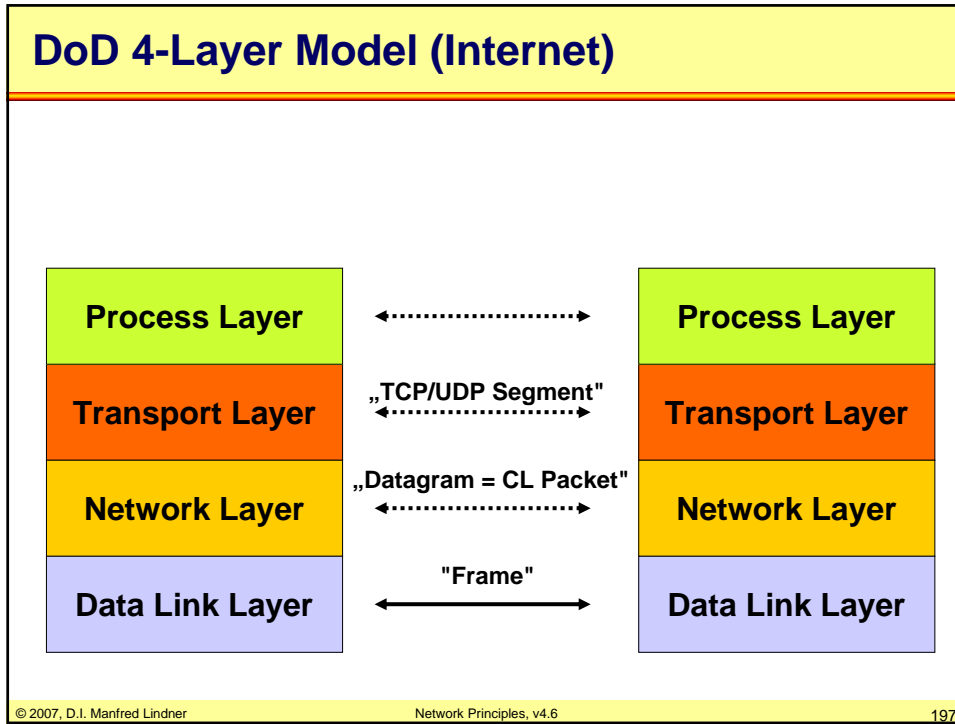 DoD 4-Layer Model (Internet)
Process Layer
Process Layer
„TCP/UDP Segment"
Transport Layer
Transport Layer
„Datagram = CL Packet"
Network Layer
Network Layer
"Frame"
Data Link Layer
Data Link Layer
© 2007, D.I. Manfred Lindner
Network Principles, v4.6
197